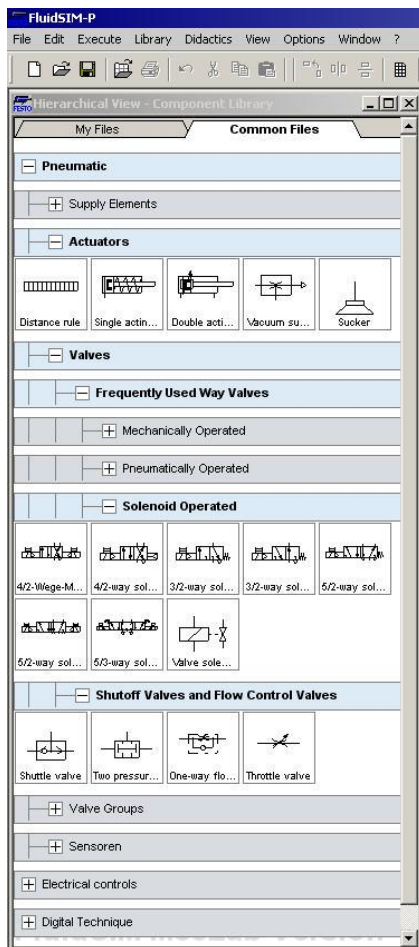 FluidSIM-P
File Edit Execute Library Didactics View Options Window ?
FESTO Hierarchical View - Component Library
My Files Common Files
Pneumatic
Supply Elements
Actuators
Distance rule Single actin... Double acti... Vacuum su... Sucker
Valves
Frequently Used Way Valves
Mechanically Operated
Pneumatically Operated
Solenoid Operated
4/2-Wege-M... 4/2-way sol... 3/2-way sol... 3/2-way sol... 5/2-way sol...
5/2-way sol... 5/3-way sol... Valve sole...
Shutoff Valves and Flow Control Valves
Shuttle valve Two pressur... One-way flo... Throttle valve
Valve Groups
Sensoren
Electrical controls
Digital Technique